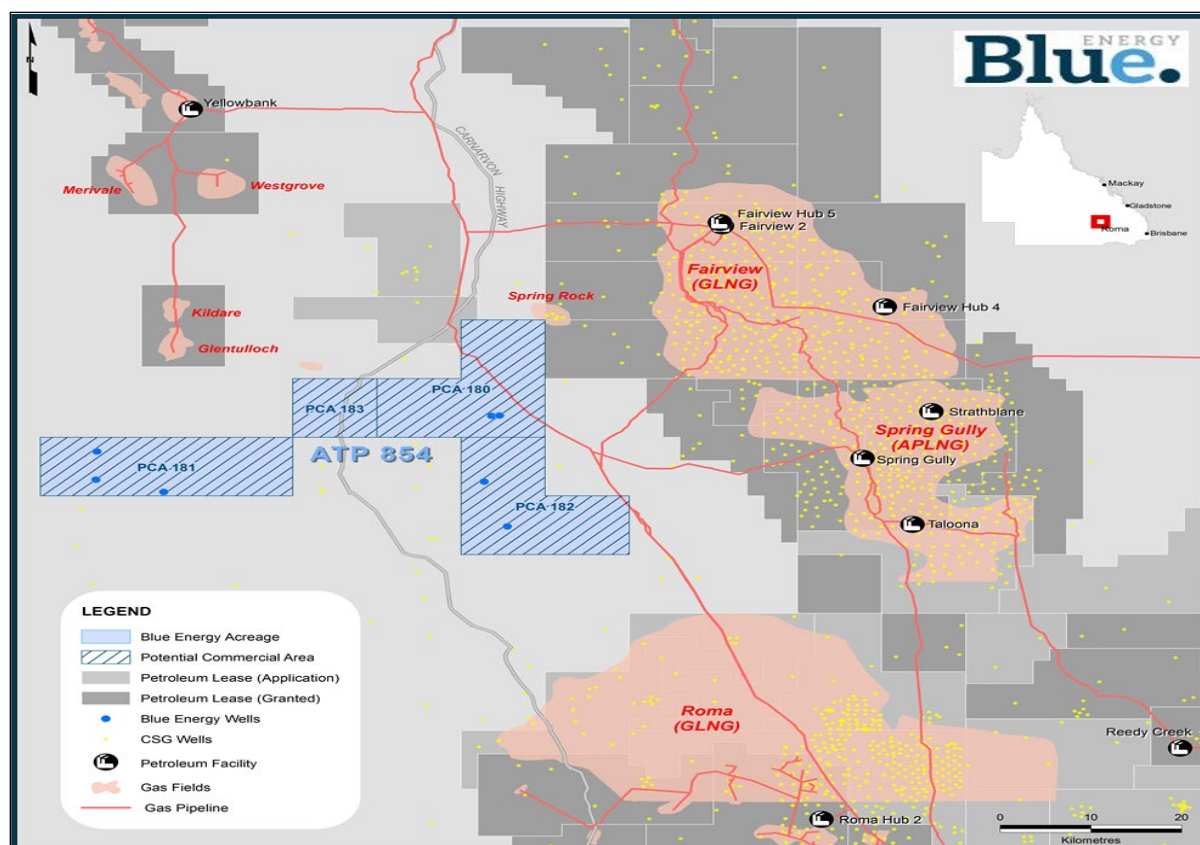 N
ENERGY
Blue.
Yellowbank
CARNARVON HIGHWAY
Merivale
Westgrove
Mackay
Gladstone
Roma
Brisbane
Fairview Hub 5
Fairview 2
Fairview
(GLNG)
Spring Rock
Fairview Hub 4
Kildare
Glentulloch
PCA 180
PCA 183
Strathblane
Spring Gully
(APLNG)
ATP 854
Spring Gully
PCA 181
PCA 182
Taloona
LEGEND
Blue Energy Acreage
Potential Commercial Area
Petroleum Lease (Application)
Petroleum Lease (Granted)
Blue Energy Wells
CSG Wells
Petroleum Facility
Gas Fields
Gas Pipeline
Roma
(GLNG)
Reedy Creek
Roma Hub 2
0 10 20
Kilometres